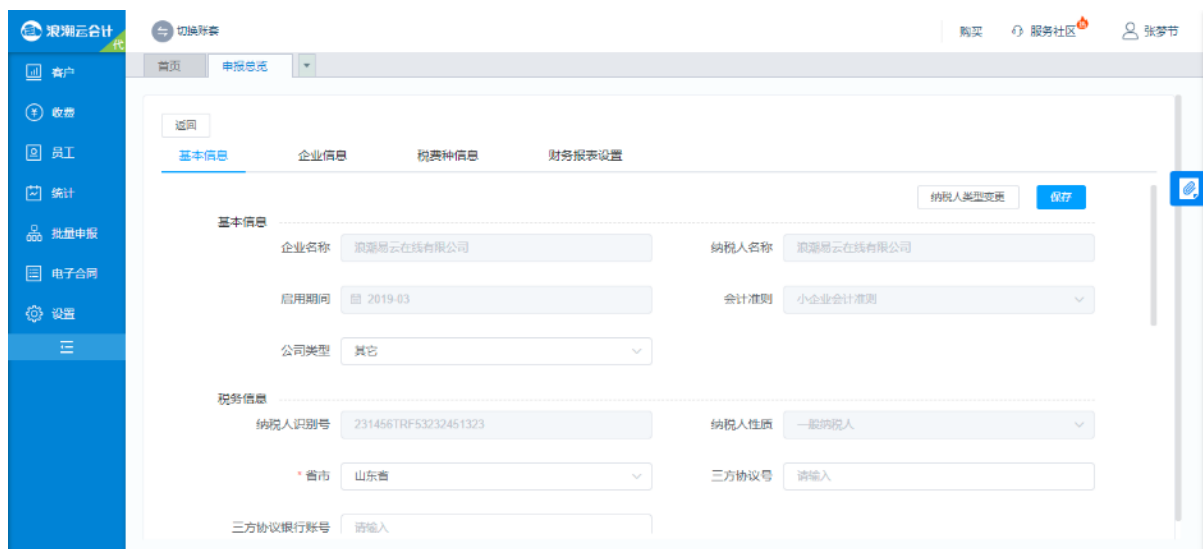 浪潮云会计
代
切换账套
购买
服务社区
热
张梦节
客户
收费
员工
统计
批量申报
电子合同
设置
首页
申报总览
返回
基本信息
企业信息
税费种信息
财务报表设置
纳税人类型变更
保存
基本信息
企业名称 浪潮易云在线有限公司
纳税人名称 浪潮易云在线有限公司
启用期间 2019-03
会计准则 小企业会计准则
公司类型 其它
税务信息
纳税人识别号 231456TRF53232451323
纳税人性质 一般纳税人
* 省市 山东省
三方协议号 请输入
三方协议银行账号 请输入